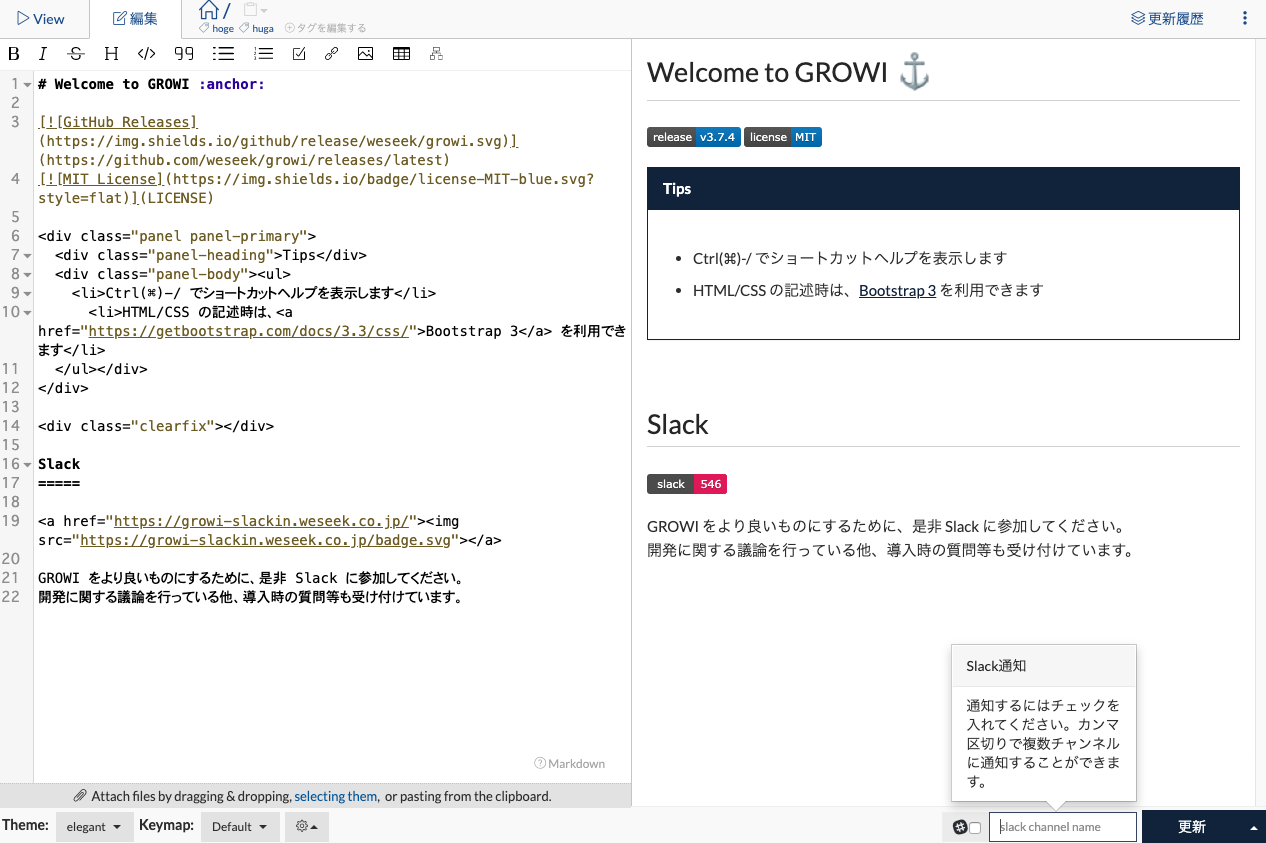 View
編集
/
hoge huga タグを編集する
更新履歴
B I S H </> 99
1 # Welcome to GROWI :anchor:
2
3 [![GitHub Releases]
(https://img.shields.io/github/release/weseek/growi.svg)]
(https://github.com/weseek/growi/releases/latest)
4 [![MIT License](https://img.shields.io/badge/license-MIT-blue.svg?
style=flat)](LICENSE)
5
6 <div class="panel panel-primary">
7 <div class="panel-heading">Tips</div>
8 <div class="panel-body"><ul>
9 <li>Ctrl(⌘)-/ でショートカットヘルプを表示します</li>
10 <li>HTML/CSS の記述時は、<a
href="https://getbootstrap.com/docs/3.3/css/">Bootstrap 3</a> を利用でき
ます</li>
11 </ul></div>
12 </div>
13
14 <div class="clearfix"></div>
15
16 Slack
17 =====
18
19 <a href="https://growi-slackin.weseek.co.jp/"><img
src="https://growi-slackin.weseek.co.jp/badge.svg"></a>
20
21 GROWI をより良いものにするために、是非 Slack に参加してください。
22 開発に関する議論を行っている他、導入時の質問等も受け付けています。
Markdown
Attach files by dragging & dropping, selecting them, or pasting from the clipboard.
Welcome to GROWI ⚓
release v3.7.4 license MIT
Tips
• Ctrl(⌘)-/ でショートカットヘルプを表示します
• HTML/CSS の記述時は、Bootstrap 3 を利用できます
Slack
slack 546
GROWI をより良いものにするために、是非 Slack に参加してください。
開発に関する議論を行っている他、導入時の質問等も受け付けています。
Slack通知
通知するにはチェックを
入れてください。カンマ
区切りで複数チャンネル
に通知することができま
す。
Theme: elegant Keymap: Default
slack channel name
更新